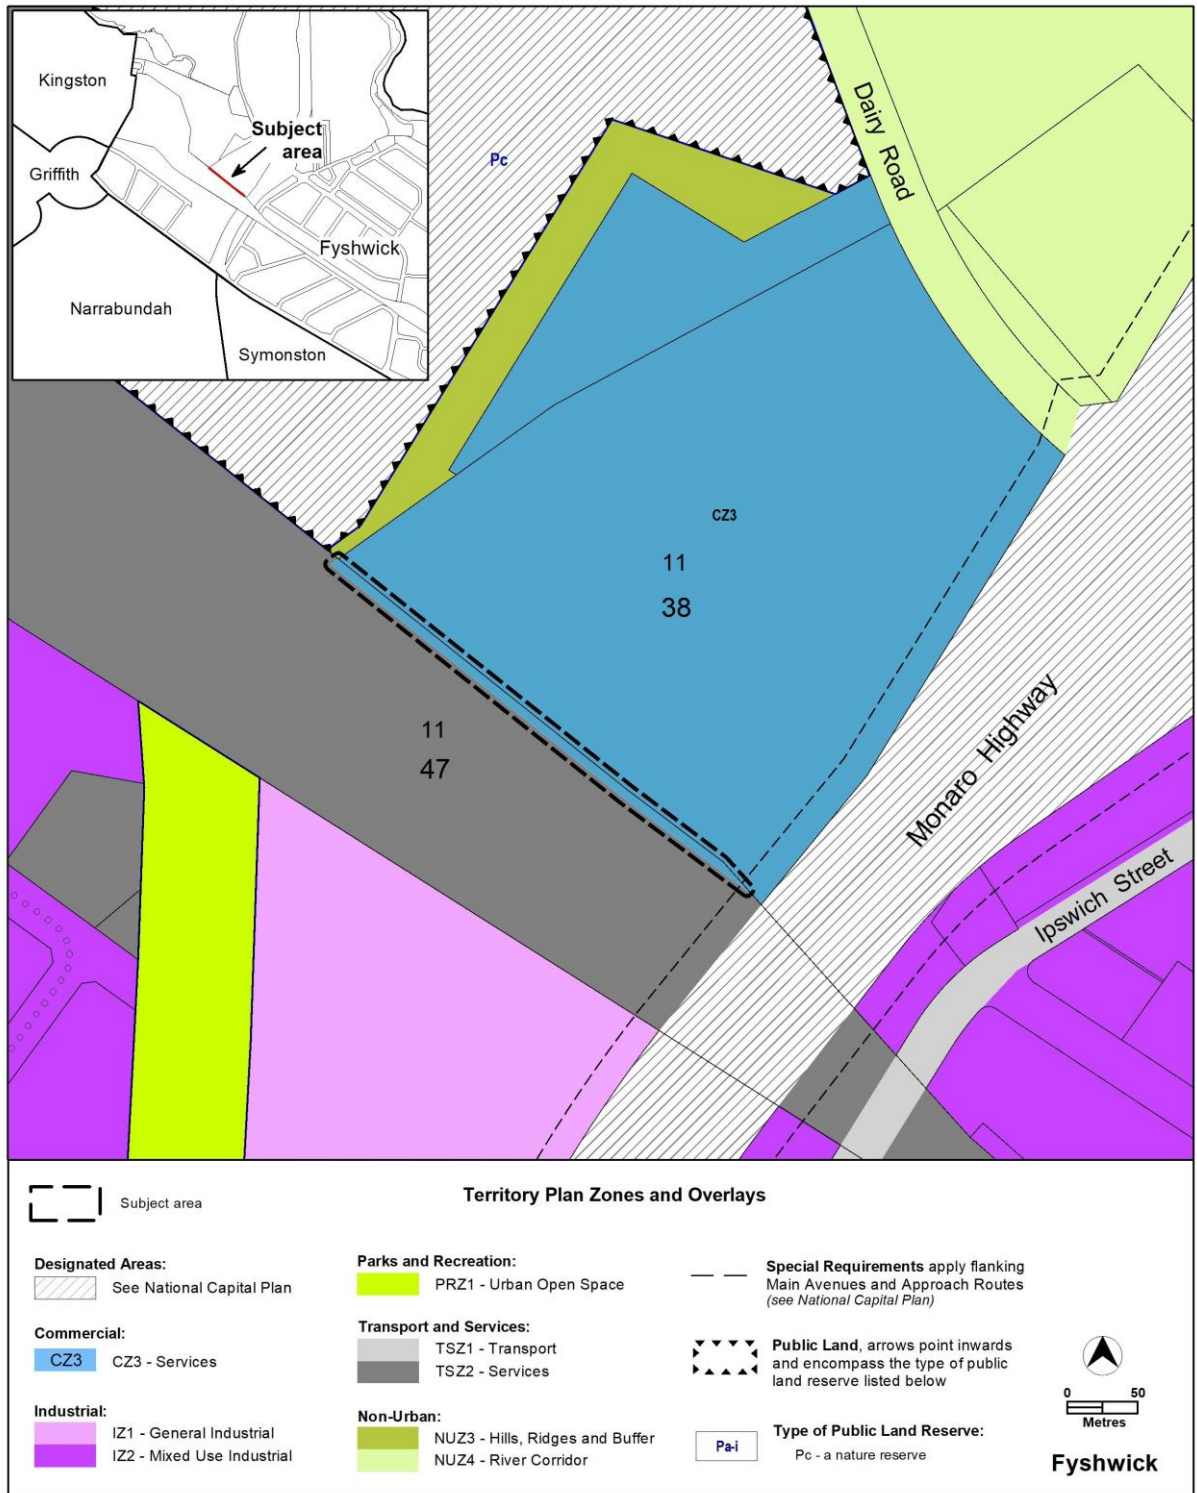 Kingston
Griffith
Subject
area
Fyshwick
Narrabundah
Symonston
Pc
Dairy Road
CZ3
11
38
11
47
Monaro Highway
Ipswich Street
Territory Plan Zones and Overlays
Subject area
Designated Areas:
See National Capital Plan
Commercial:
CZ3
CZ3 - Services
Industrial:
IZ1 - General Industrial
IZ2 - Mixed Use Industrial
Parks and Recreation:
PRZ1 - Urban Open Space
Transport and Services:
TSZ1 - Transport
TSZ2 - Services
Non-Urban:
NUZ3 - Hills, Ridges and Buffer
NUZ4 - River Corridor
Special Requirements apply flanking
Main Avenues and Approach Routes
(see National Capital Plan)
Public Land, arrows point inwards
and encompass the type of public
land reserve listed below
Type of Public Land Reserve:
Pa-i
Pc - a nature reserve
0 50
Metres
Fyshwick